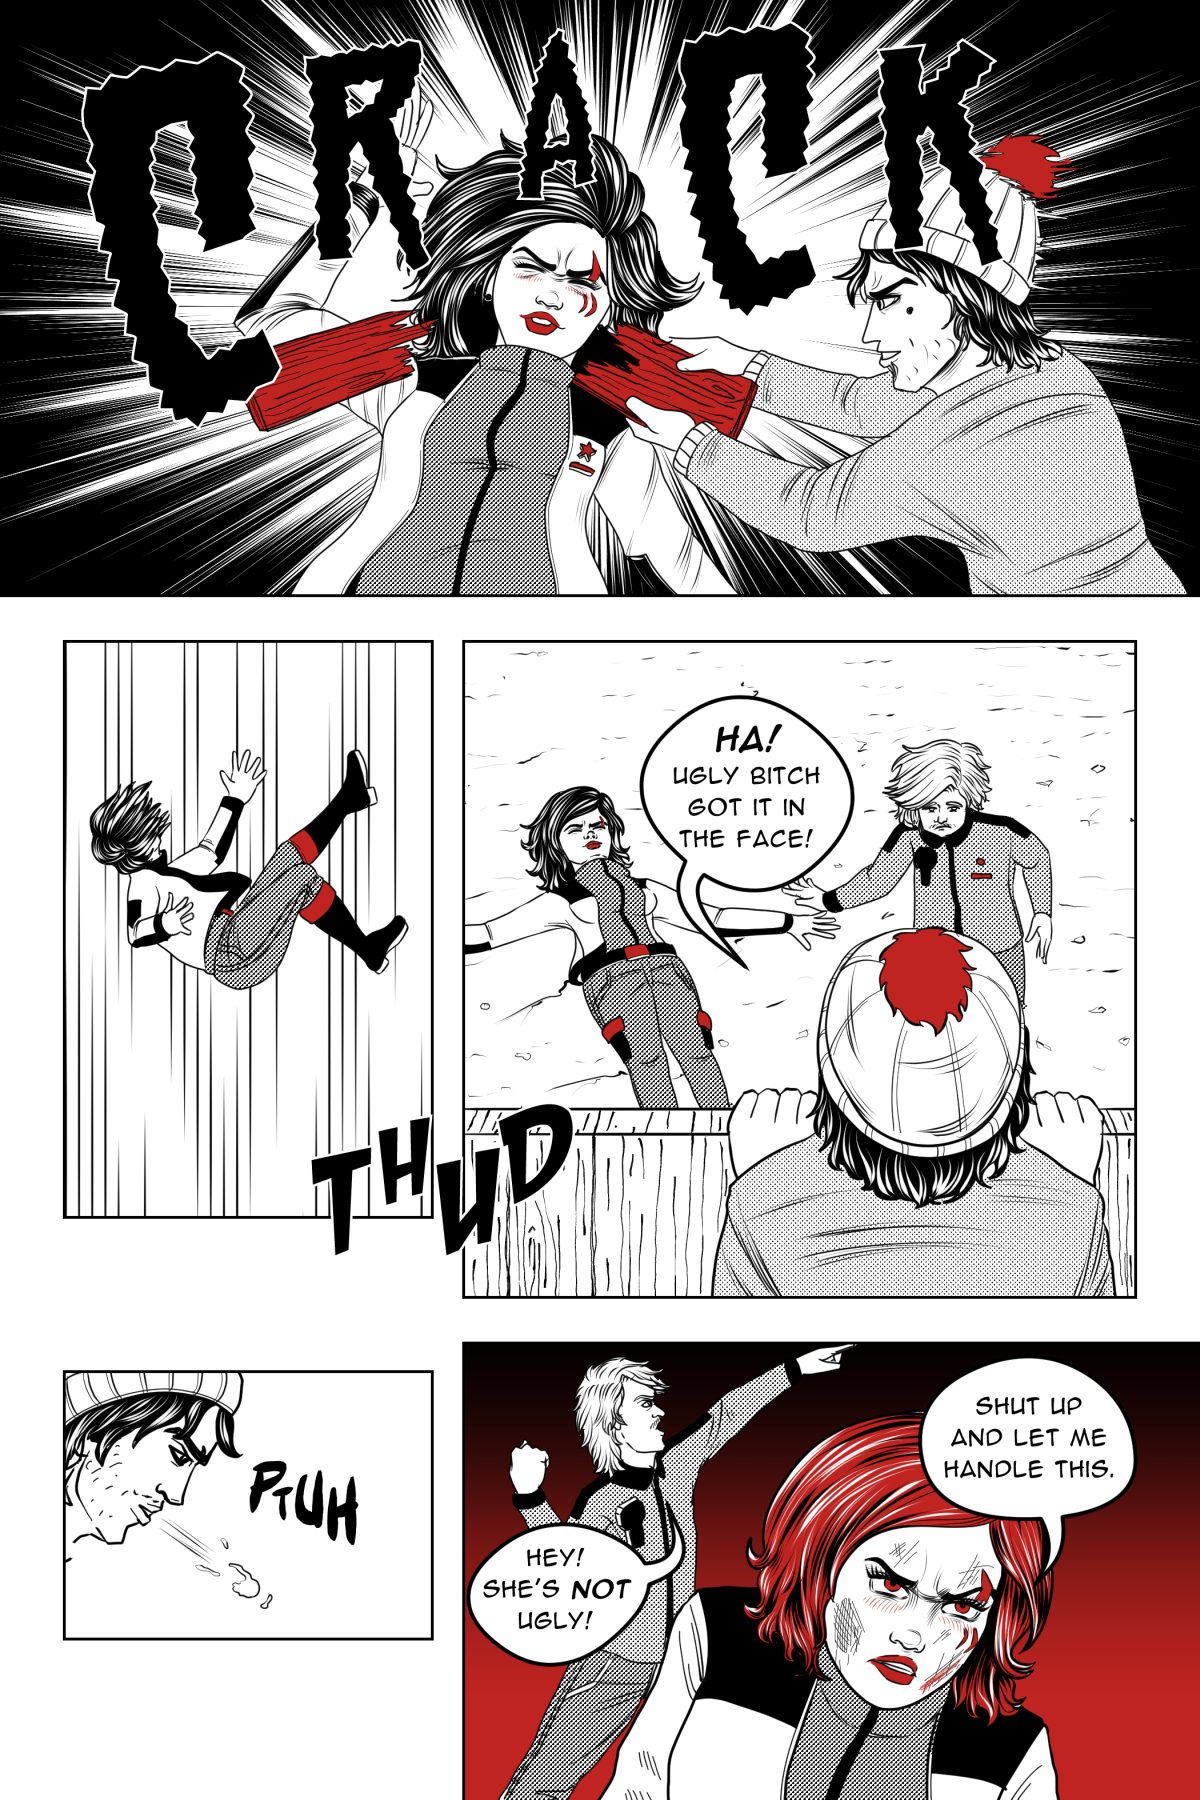 CRACK
HA!
UGLY BITCH
GOT IT IN
THE FACE!
THUD
PTUH
HEY!
SHE'S NOT
UGLY!
SHUT UP
AND LET ME
HANDLE THIS.